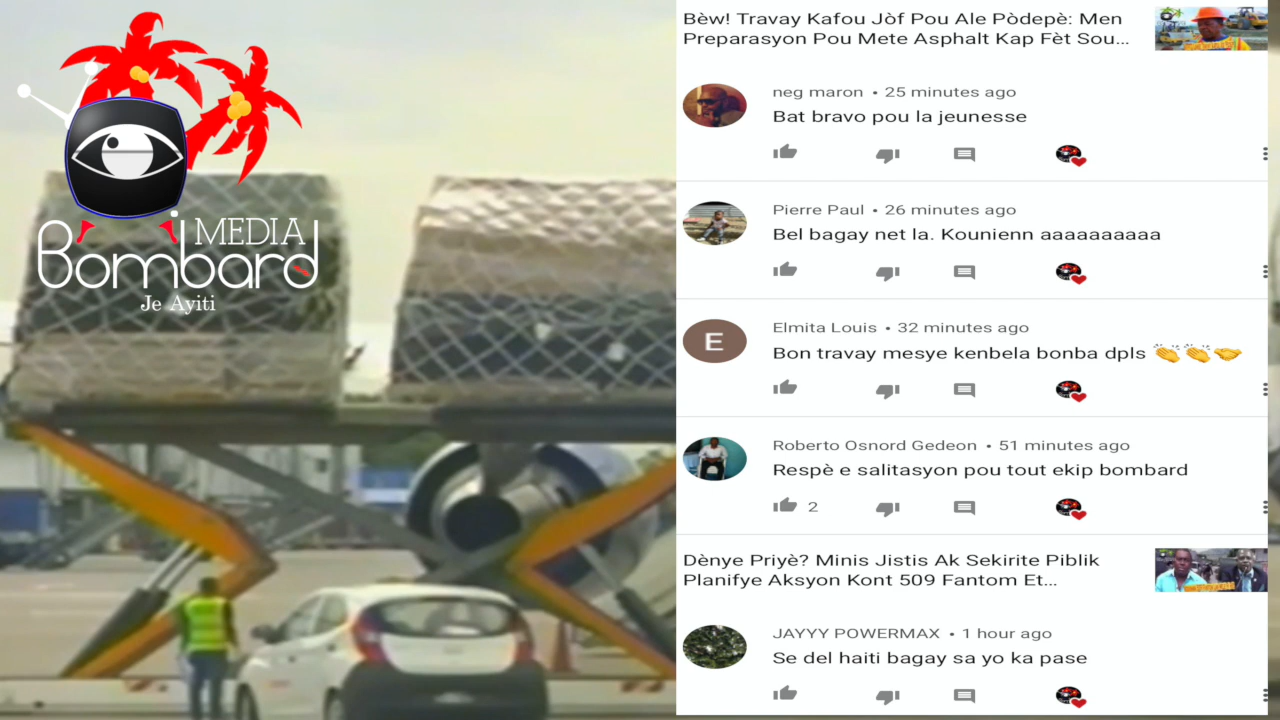 MEDIA
Bombard
Je Ayiti
Bèw! Travay Kafou Jòf Pou Ale Pòdepè: Men
Preparasyon Pou Mete Asphalt Kap Fèt Sou...
neg maron • 25 minutes ago
Bat bravo pou la jeunesse
Pierre Paul • 26 minutes ago
Bel bagay net la. Kounienn aaaaaaaaaa
E
Elmita Louis • 32 minutes ago
Bon travay mesye kenbela bonba dpls 👏👏🤝
Roberto Osnord Gedeon • 51 minutes ago
Respè e salitasyon pou tout ekip bombard
2
Dènye Priyè? Minis Jistis Ak Sekirite Piblik
Planifye Aksyon Kont 509 Fantom Et...
JAYYY POWERMAX • 1 hour ago
Se del haiti bagay sa yo ka pase